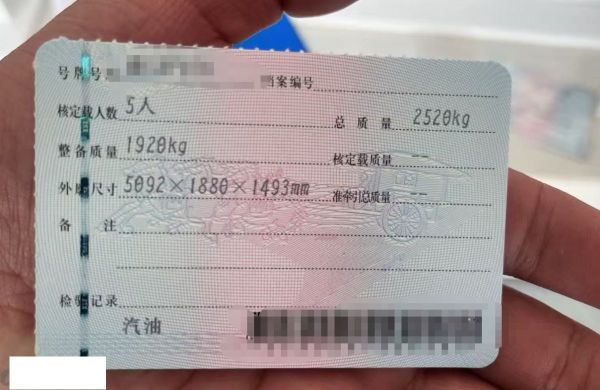 号牌号 档案编号
核定载人数 5人 总质量 2520kg
整备质量 1920kg 核定载质量 --
外廓尺寸 5092×1880×1493mm 准牵引总质量 --
备注
检验记录
汽油